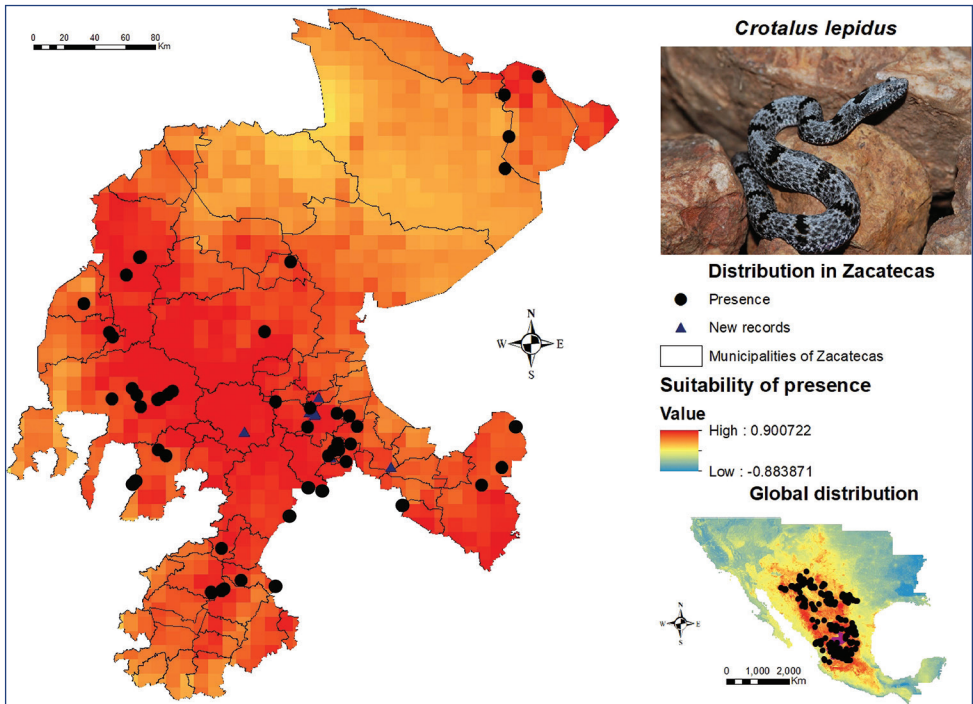 0 20 40 60 80
Km
Crotalus lepidus
Distribution in Zacatecas
Presence
New records
Municipalities of Zacatecas
Suitability of presence
Value
High : 0.900722
Low : -0.883871
Global distribution
N
W E
S
N
W E
S
0 1,000 2,000
Km